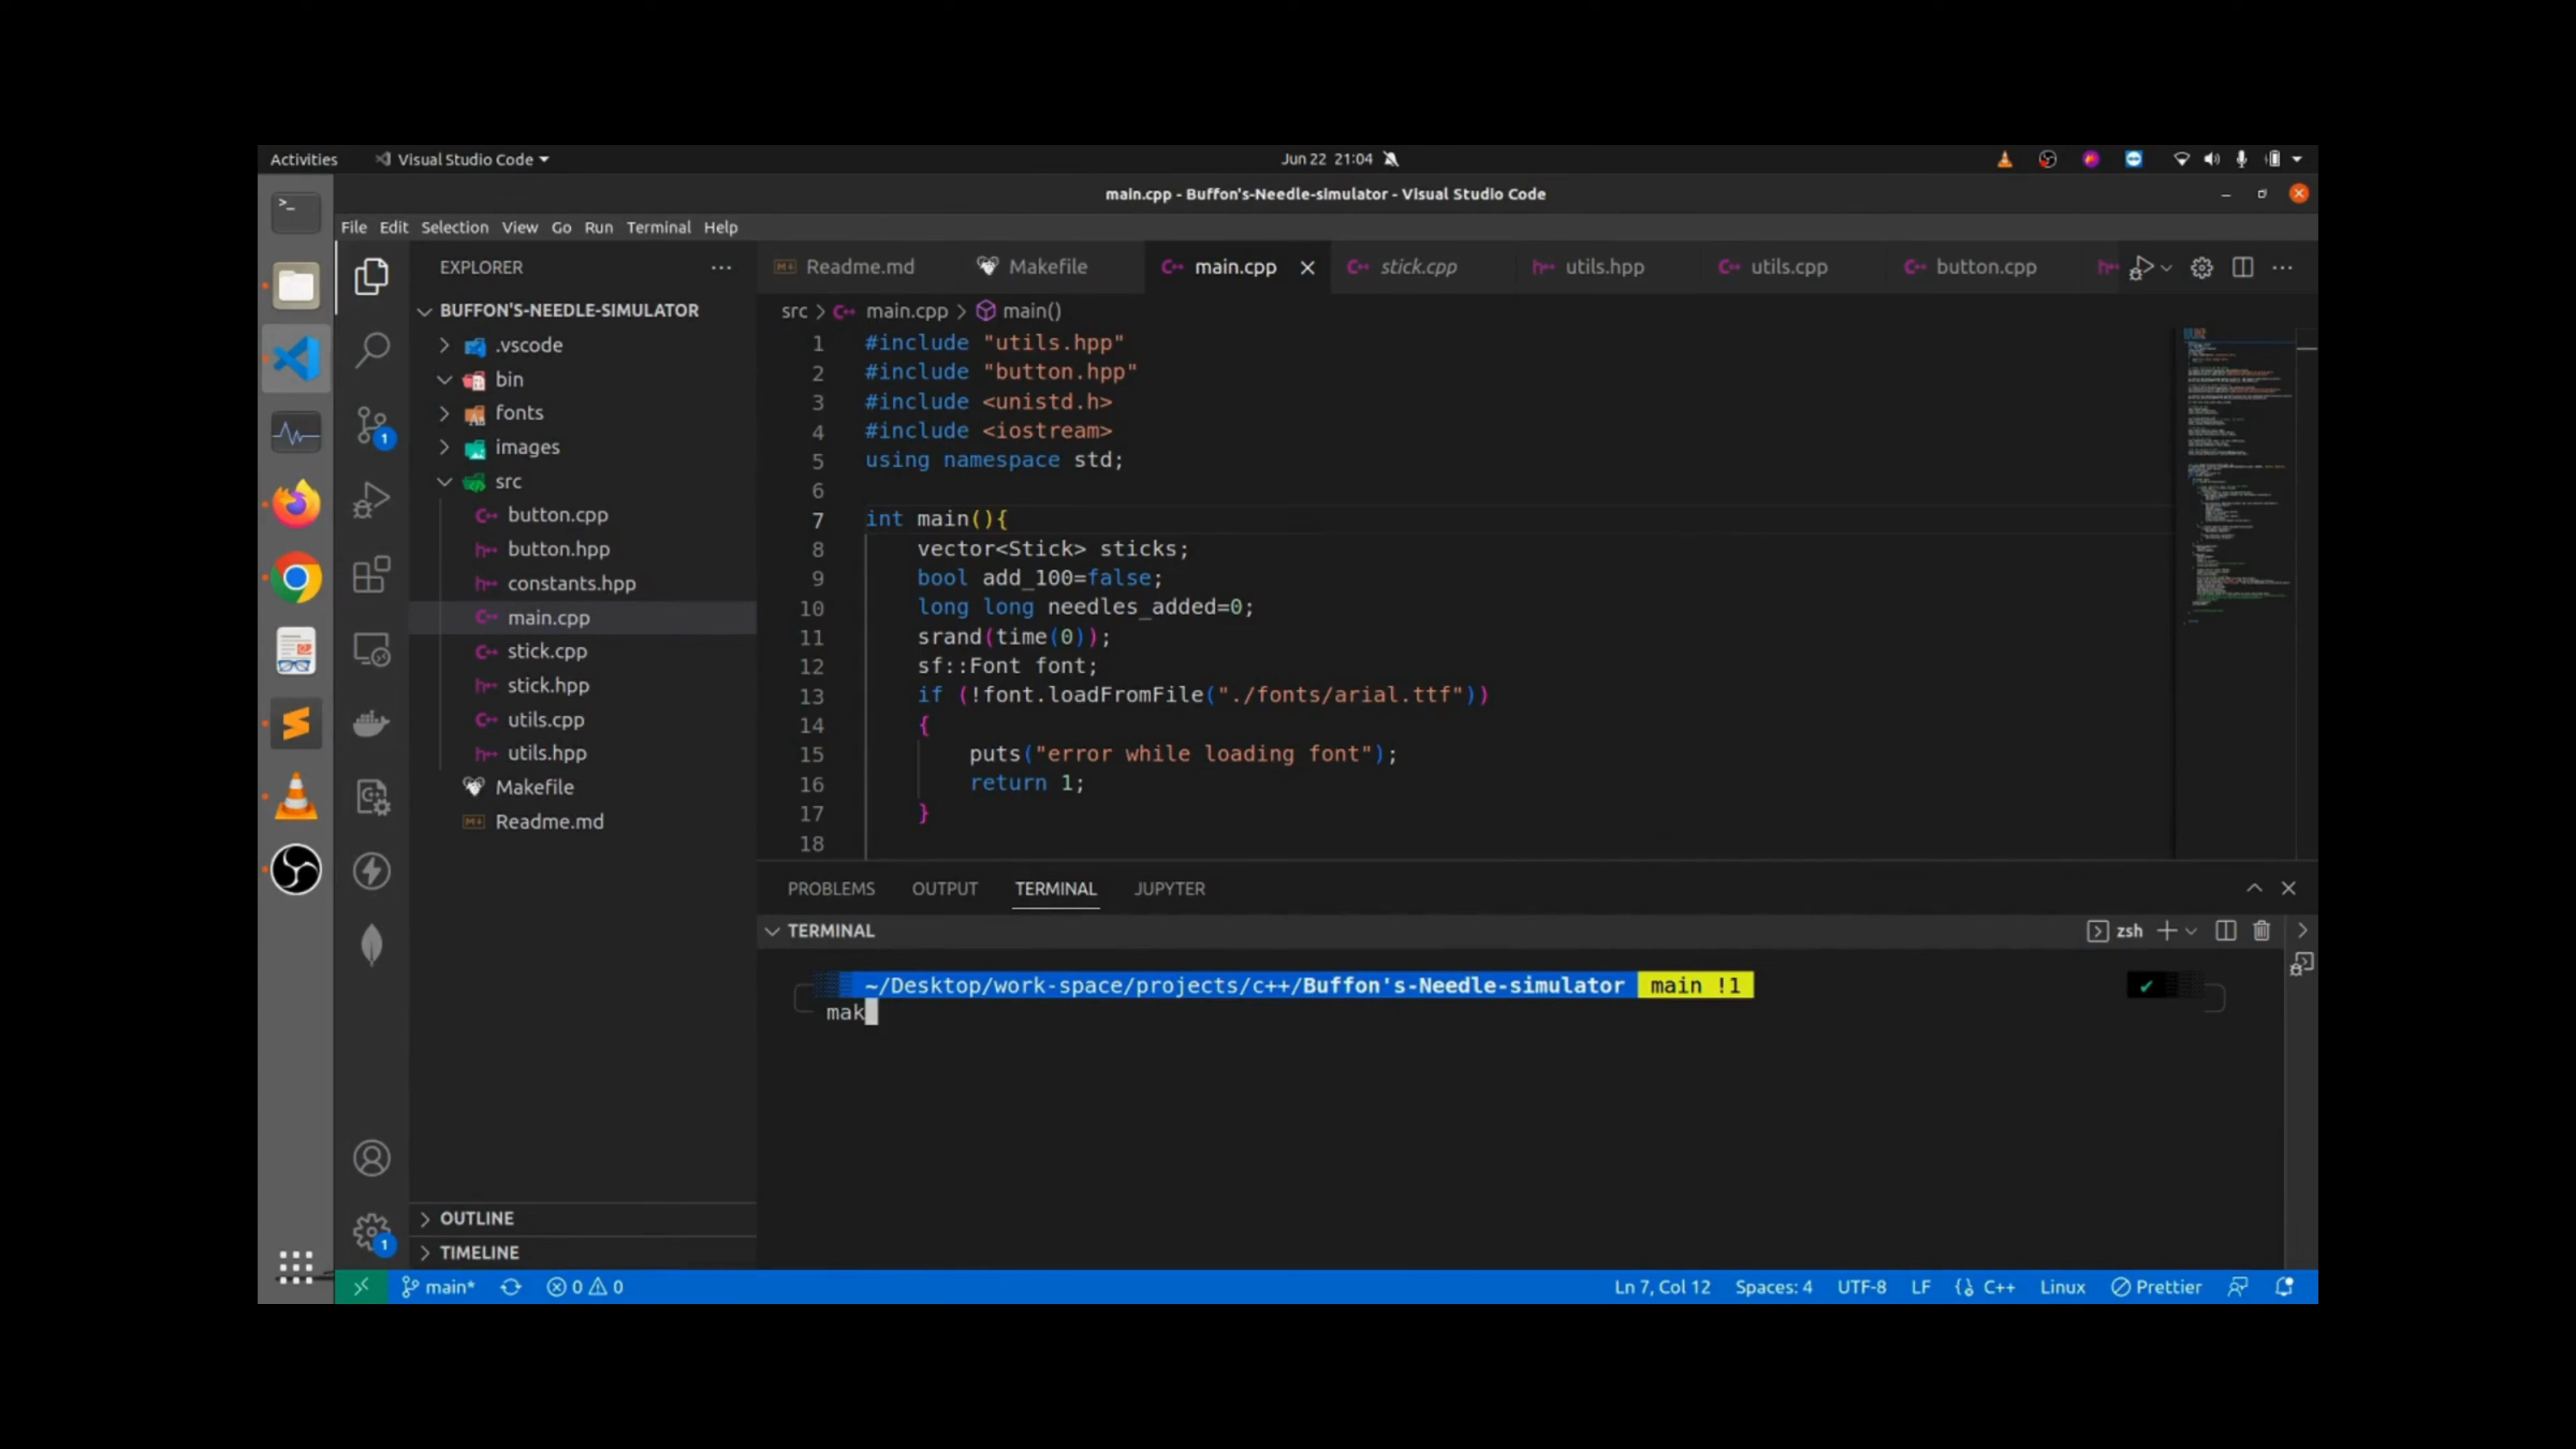 Activities Visual Studio Code Jun 22 21:04
main.cpp - Buffon's-Needle-simulator - Visual Studio Code
File Edit Selection View Go Run Terminal Help
EXPLORER
BUFFON'S-NEEDLE-SIMULATOR
.vscode
bin
fonts
images
src
button.cpp
button.hpp
constants.hpp
main.cpp
stick.cpp
stick.hpp
utils.cpp
utils.hpp
Makefile
Readme.md
OUTLINE
TIMELINE
Readme.md Makefile main.cpp stick.cpp utils.hpp utils.cpp button.cpp
src > main.cpp > main()
1 #include "utils.hpp"
2 #include "button.hpp"
3 #include <unistd.h>
4 #include <iostream>
5 using namespace std;
6
7 int main(){
8 vector<Stick> sticks;
9 bool add_100=false;
10 long long needles_added=0;
11 srand(time(0));
12 sf::Font font;
13 if (!font.loadFromFile("./fonts/arial.ttf"))
14 {
15 puts("error while loading font");
16 return 1;
17 }
18
PROBLEMS OUTPUT TERMINAL JUPYTER
TERMINAL zsh
~/Desktop/work-space/projects/c++/Buffon's-Needle-simulator main !1
mak
main* 0 0 Ln 7, Col 12 Spaces: 4 UTF-8 LF C++ Linux Prettier